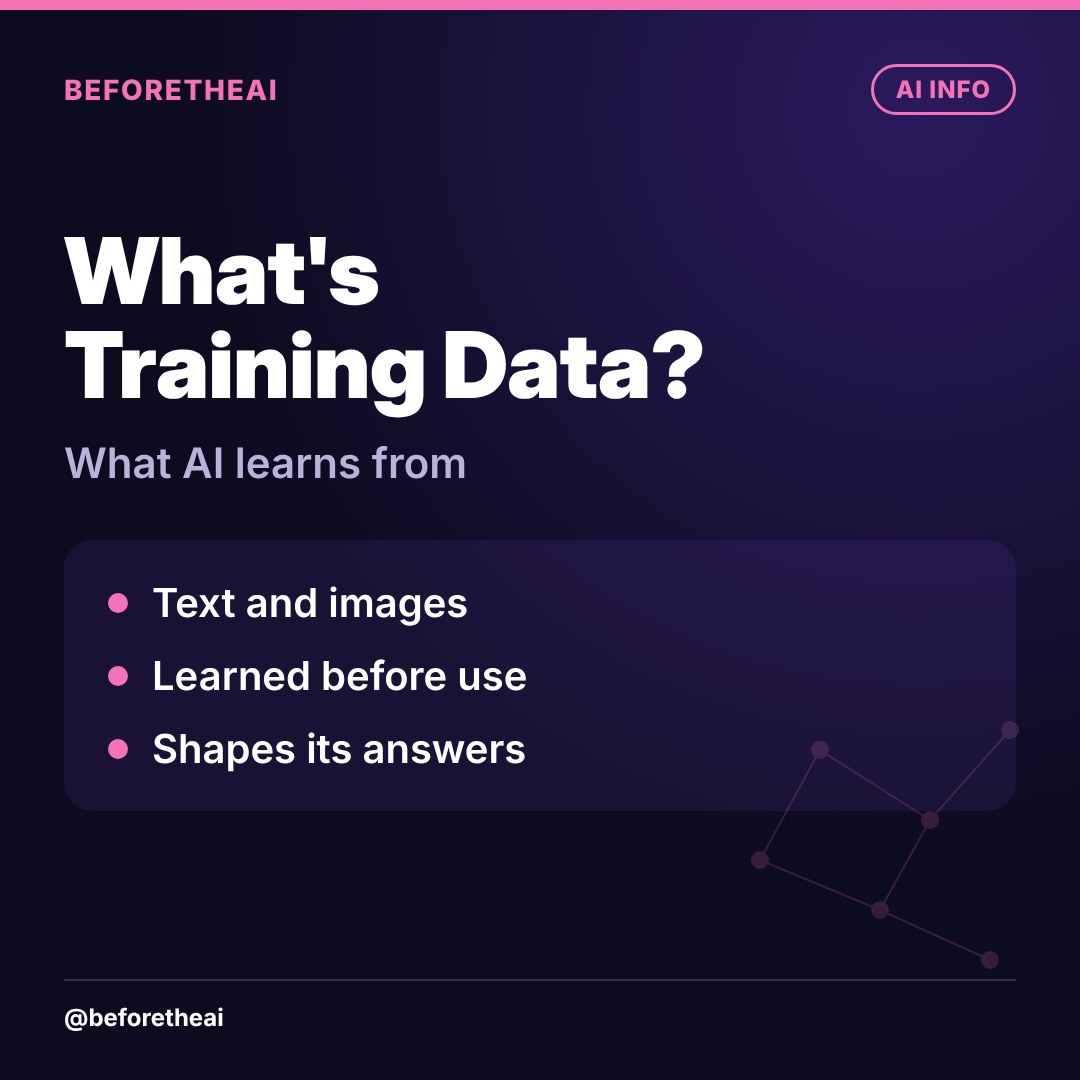 BEFORETHEAI
AI INFO
What's
Training Data?
What AI learns from
Text and images
Learned before use
Shapes its answers
@beforetheai